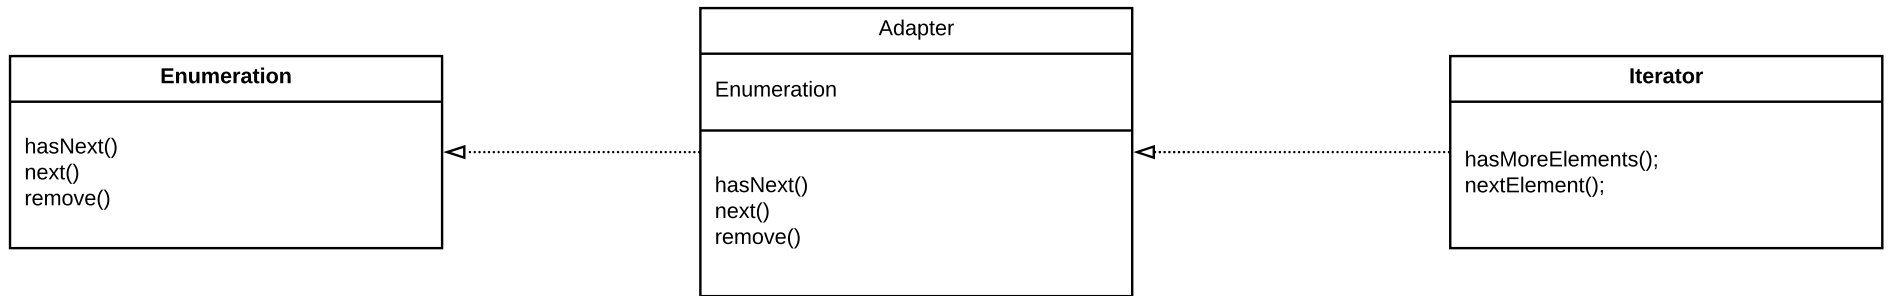 Enumeration
hasNext()
next()
remove()
Adapter
Enumeration
hasNext()
next()
remove()
Iterator
hasMoreElements();
nextElement();